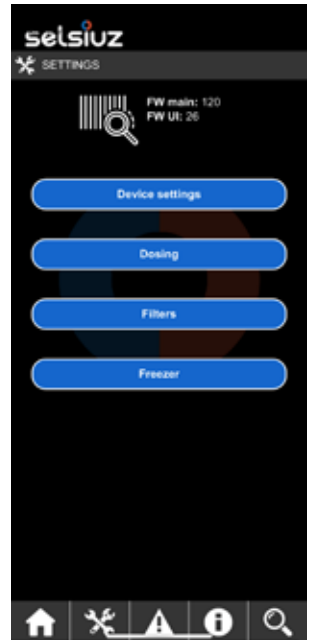 selsiuz
SETTINGS
FW main: 120
FW UI: 26
Device settings
Dosing
Filters
Freezer